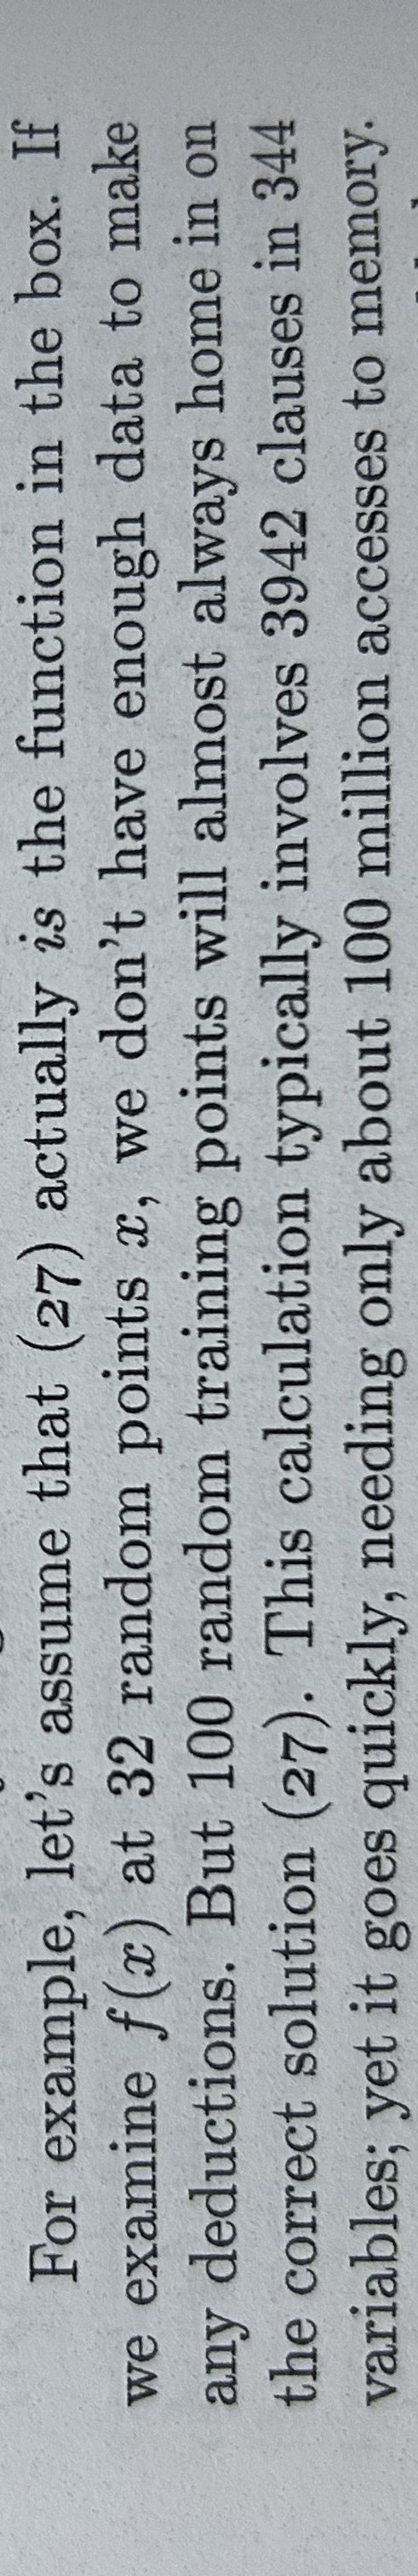 For example, let's assume that (27) actually is the function in the box. If
we examine f(x) at 32 random points x, we don't have enough data to make
any deductions. But 100 random training points will almost always home in on
the correct solution (27). This calculation typically involves 3942 clauses in 344
variables; yet it goes quickly, needing only about 100 million accesses to memory.